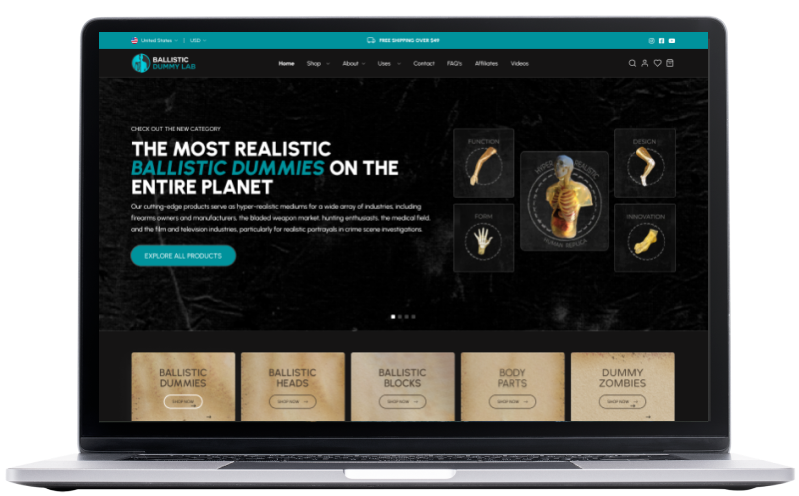 United States
USD
FREE SHIPPING OVER $49
BALLISTIC
DUMMY LAB
Home
Shop
About
Uses
Contact
FAQ's
Affiliates
Videos
CHECK OUT THE NEW CATEGORY
THE MOST REALISTIC
BALLISTIC DUMMIES ON THE
ENTIRE PLANET
Our cutting-edge products serve as hyper-realistic mediums for a wide array of industries, including
firearms owners and manufacturers, the bladed weapon market, hunting enthusiasts, the medical field,
and the film and television industries, particularly for realistic portrayals in crime scene investigations.
EXPLORE ALL PRODUCTS
FUNCTION
FORM
HYPER REALISTIC
HUMAN REPLICA
DESIGN
INNOVATION
BALLISTIC
DUMMIES
SHOP NOW →
BALLISTIC
HEADS
SHOP NOW →
BALLISTIC
BLOCKS
SHOP NOW →
BODY
PARTS
SHOP NOW →
DUMMY
ZOMBIES
SHOP NOW →